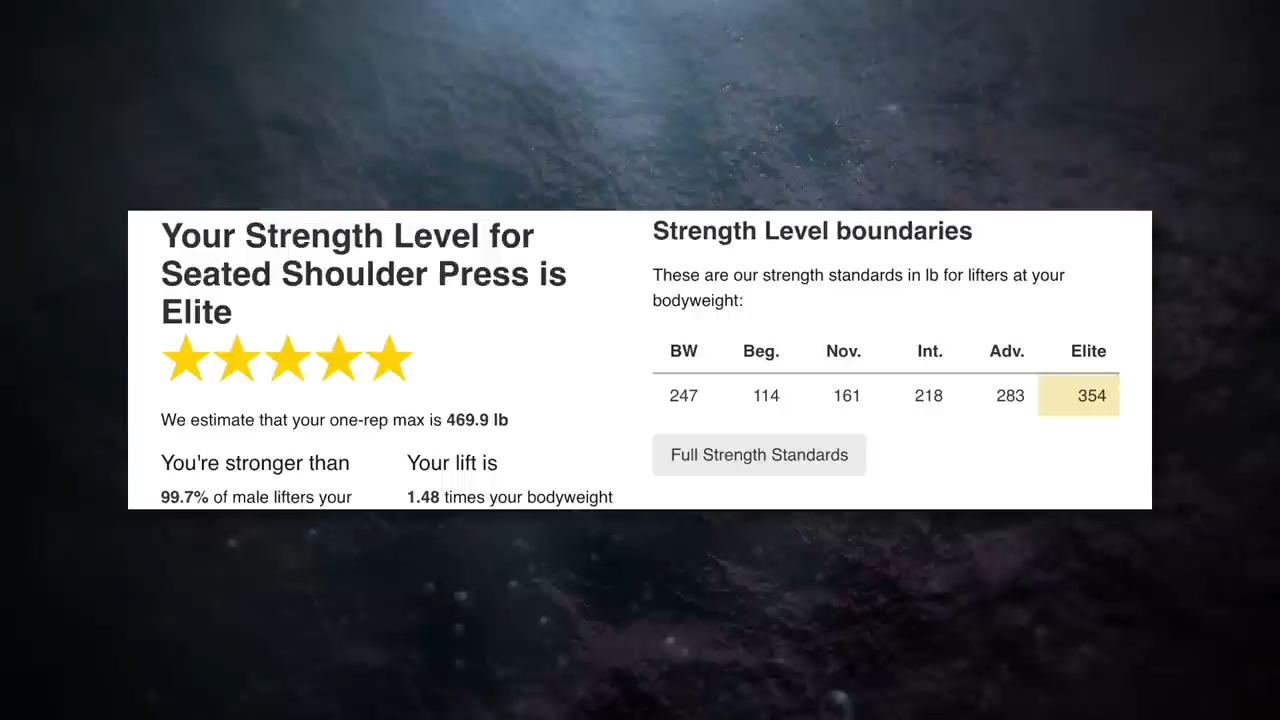 Your Strength Level for
Seated Shoulder Press is
Elite
We estimate that your one-rep max is 469.9 lb
You're stronger than
99.7% of male lifters your
Your lift is
1.48 times your bodyweight
Strength Level boundaries
These are our strength standards in lb for lifters at your
bodyweight:
BW Beg. Nov. Int. Adv. Elite
247 114 161 218 283 354
Full Strength Standards